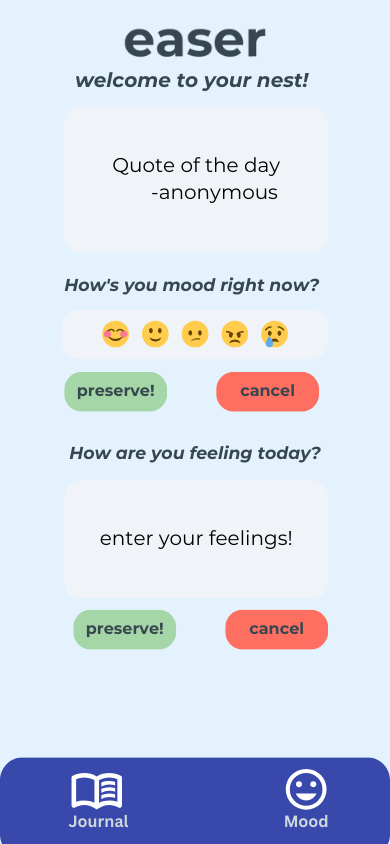 easer
welcome to your nest!
Quote of the day
-anonymous
How's you mood right now?
preserve! cancel
How are you feeling today?
enter your feelings!
preserve! cancel
Journal Mood